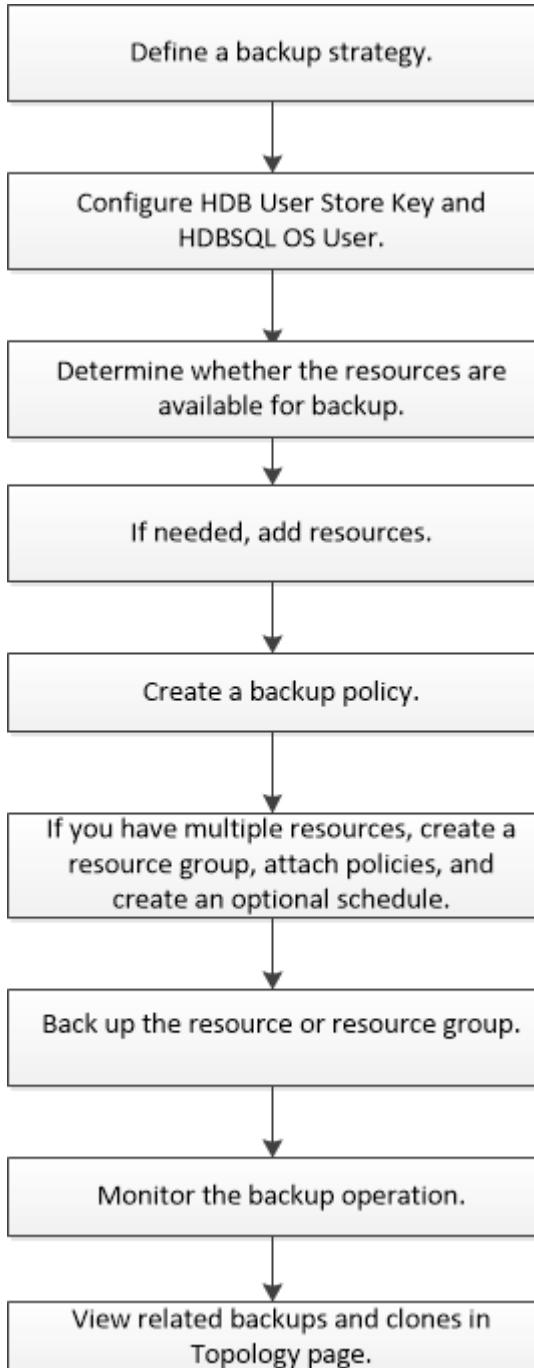 Define a backup strategy.
Configure HDB User Store Key and
HDBSQL OS User.
Determine whether the resources are
available for backup.
If needed, add resources.
Create a backup policy.
If you have multiple resources, create a
resource group, attach policies, and
create an optional schedule.
Back up the resource or resource group.
Monitor the backup operation.
View related backups and clones in
Topology page.